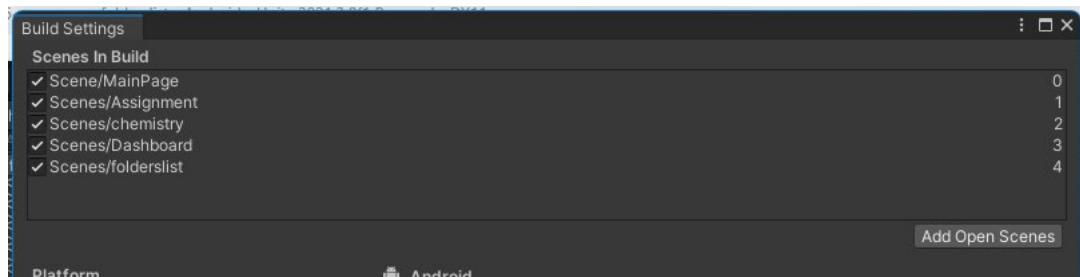 Build Settings
Scenes In Build
Scene/MainPage 0
Scenes/Assignment 1
Scenes/chemistry 2
Scenes/Dashboard 3
Scenes/folderslist 4
Add Open Scenes
Platform Android